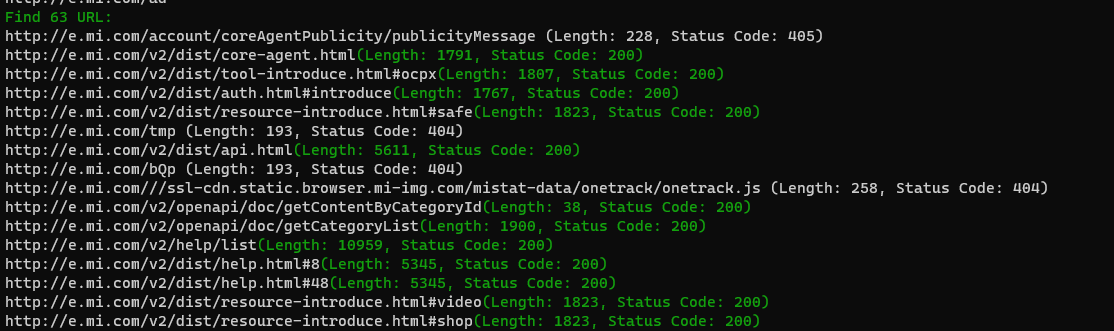 http://e.mi.com/ad
Find 63 URL:
http://e.mi.com/account/coreAgentPublicity/publicityMessage (Length: 228, Status Code: 405)
http://e.mi.com/v2/dist/core-agent.html(Length: 1791, Status Code: 200)
http://e.mi.com/v2/dist/tool-introduce.html#ocpx(Length: 1807, Status Code: 200)
http://e.mi.com/v2/dist/auth.html#introduce(Length: 1767, Status Code: 200)
http://e.mi.com/v2/dist/resource-introduce.html#safe(Length: 1823, Status Code: 200)
http://e.mi.com/tmp (Length: 193, Status Code: 404)
http://e.mi.com/v2/dist/api.html(Length: 5611, Status Code: 200)
http://e.mi.com/bQp (Length: 193, Status Code: 404)
http://e.mi.com///ssl-cdn.static.browser.mi-img.com/mistat-data/onetrack/onetrack.js (Length: 258, Status Code: 404)
http://e.mi.com/v2/openapi/doc/getContentByCategoryId(Length: 38, Status Code: 200)
http://e.mi.com/v2/openapi/doc/getCategoryList(Length: 1900, Status Code: 200)
http://e.mi.com/v2/help/list(Length: 10959, Status Code: 200)
http://e.mi.com/v2/dist/help.html#8(Length: 5345, Status Code: 200)
http://e.mi.com/v2/dist/help.html#48(Length: 5345, Status Code: 200)
http://e.mi.com/v2/dist/resource-introduce.html#video(Length: 1823, Status Code: 200)
http://e.mi.com/v2/dist/resource-introduce.html#shop(Length: 1823, Status Code: 200)